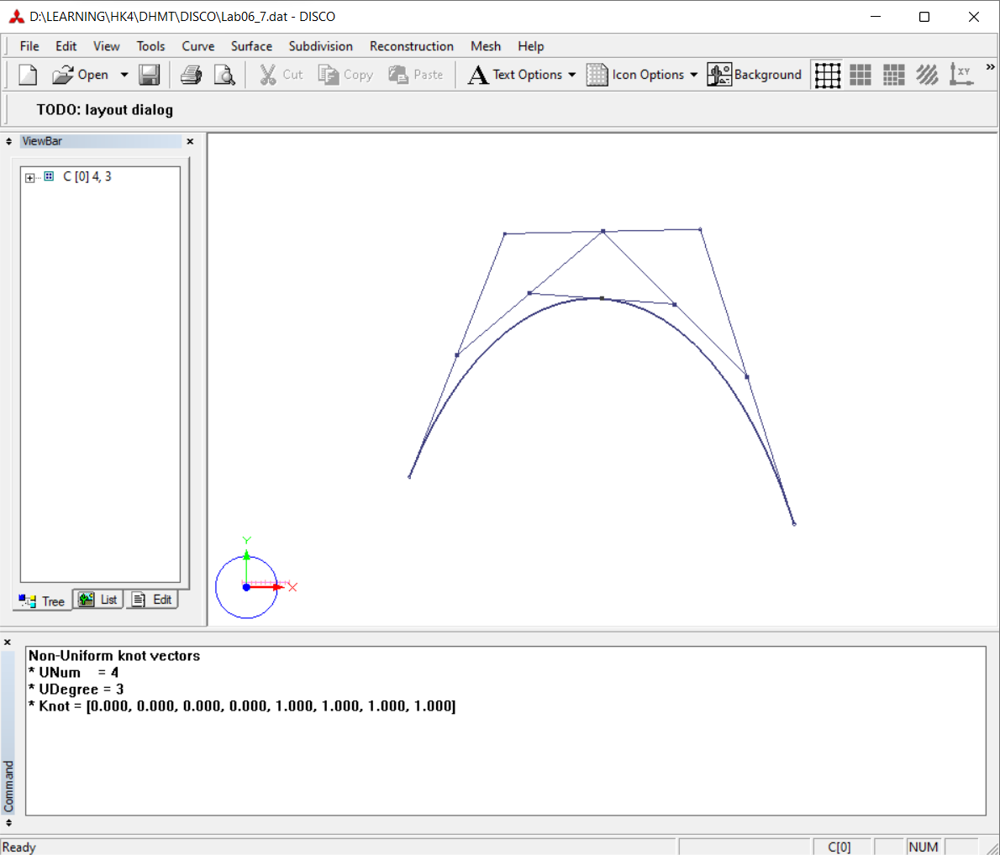 D:\LEARNING\HK4\DHMT\DISCO\Lab06_7.dat - DISCO
File Edit View Tools Curve Surface Subdivision Reconstruction Mesh Help
Open Cut Copy Paste A Text Options Icon Options Background XY »
TODO: layout dialog
ViewBar
C [0] 4, 3
Y
X
Tree List Edit
Non-Uniform knot vectors
* UNum = 4
* UDegree = 3
* Knot = [0.000, 0.000, 0.000, 0.000, 1.000, 1.000, 1.000, 1.000]
Command
Ready C[0] NUM